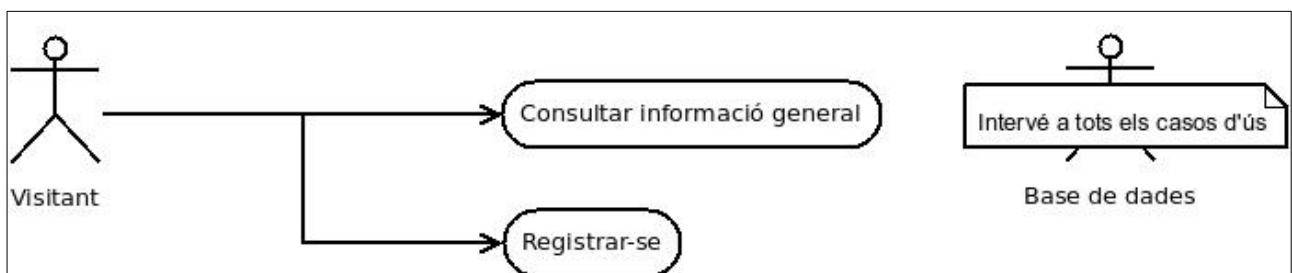 Consultar informació general
Intervé a tots els casos d'ús
Visitant
Base de dades
Registrar-se